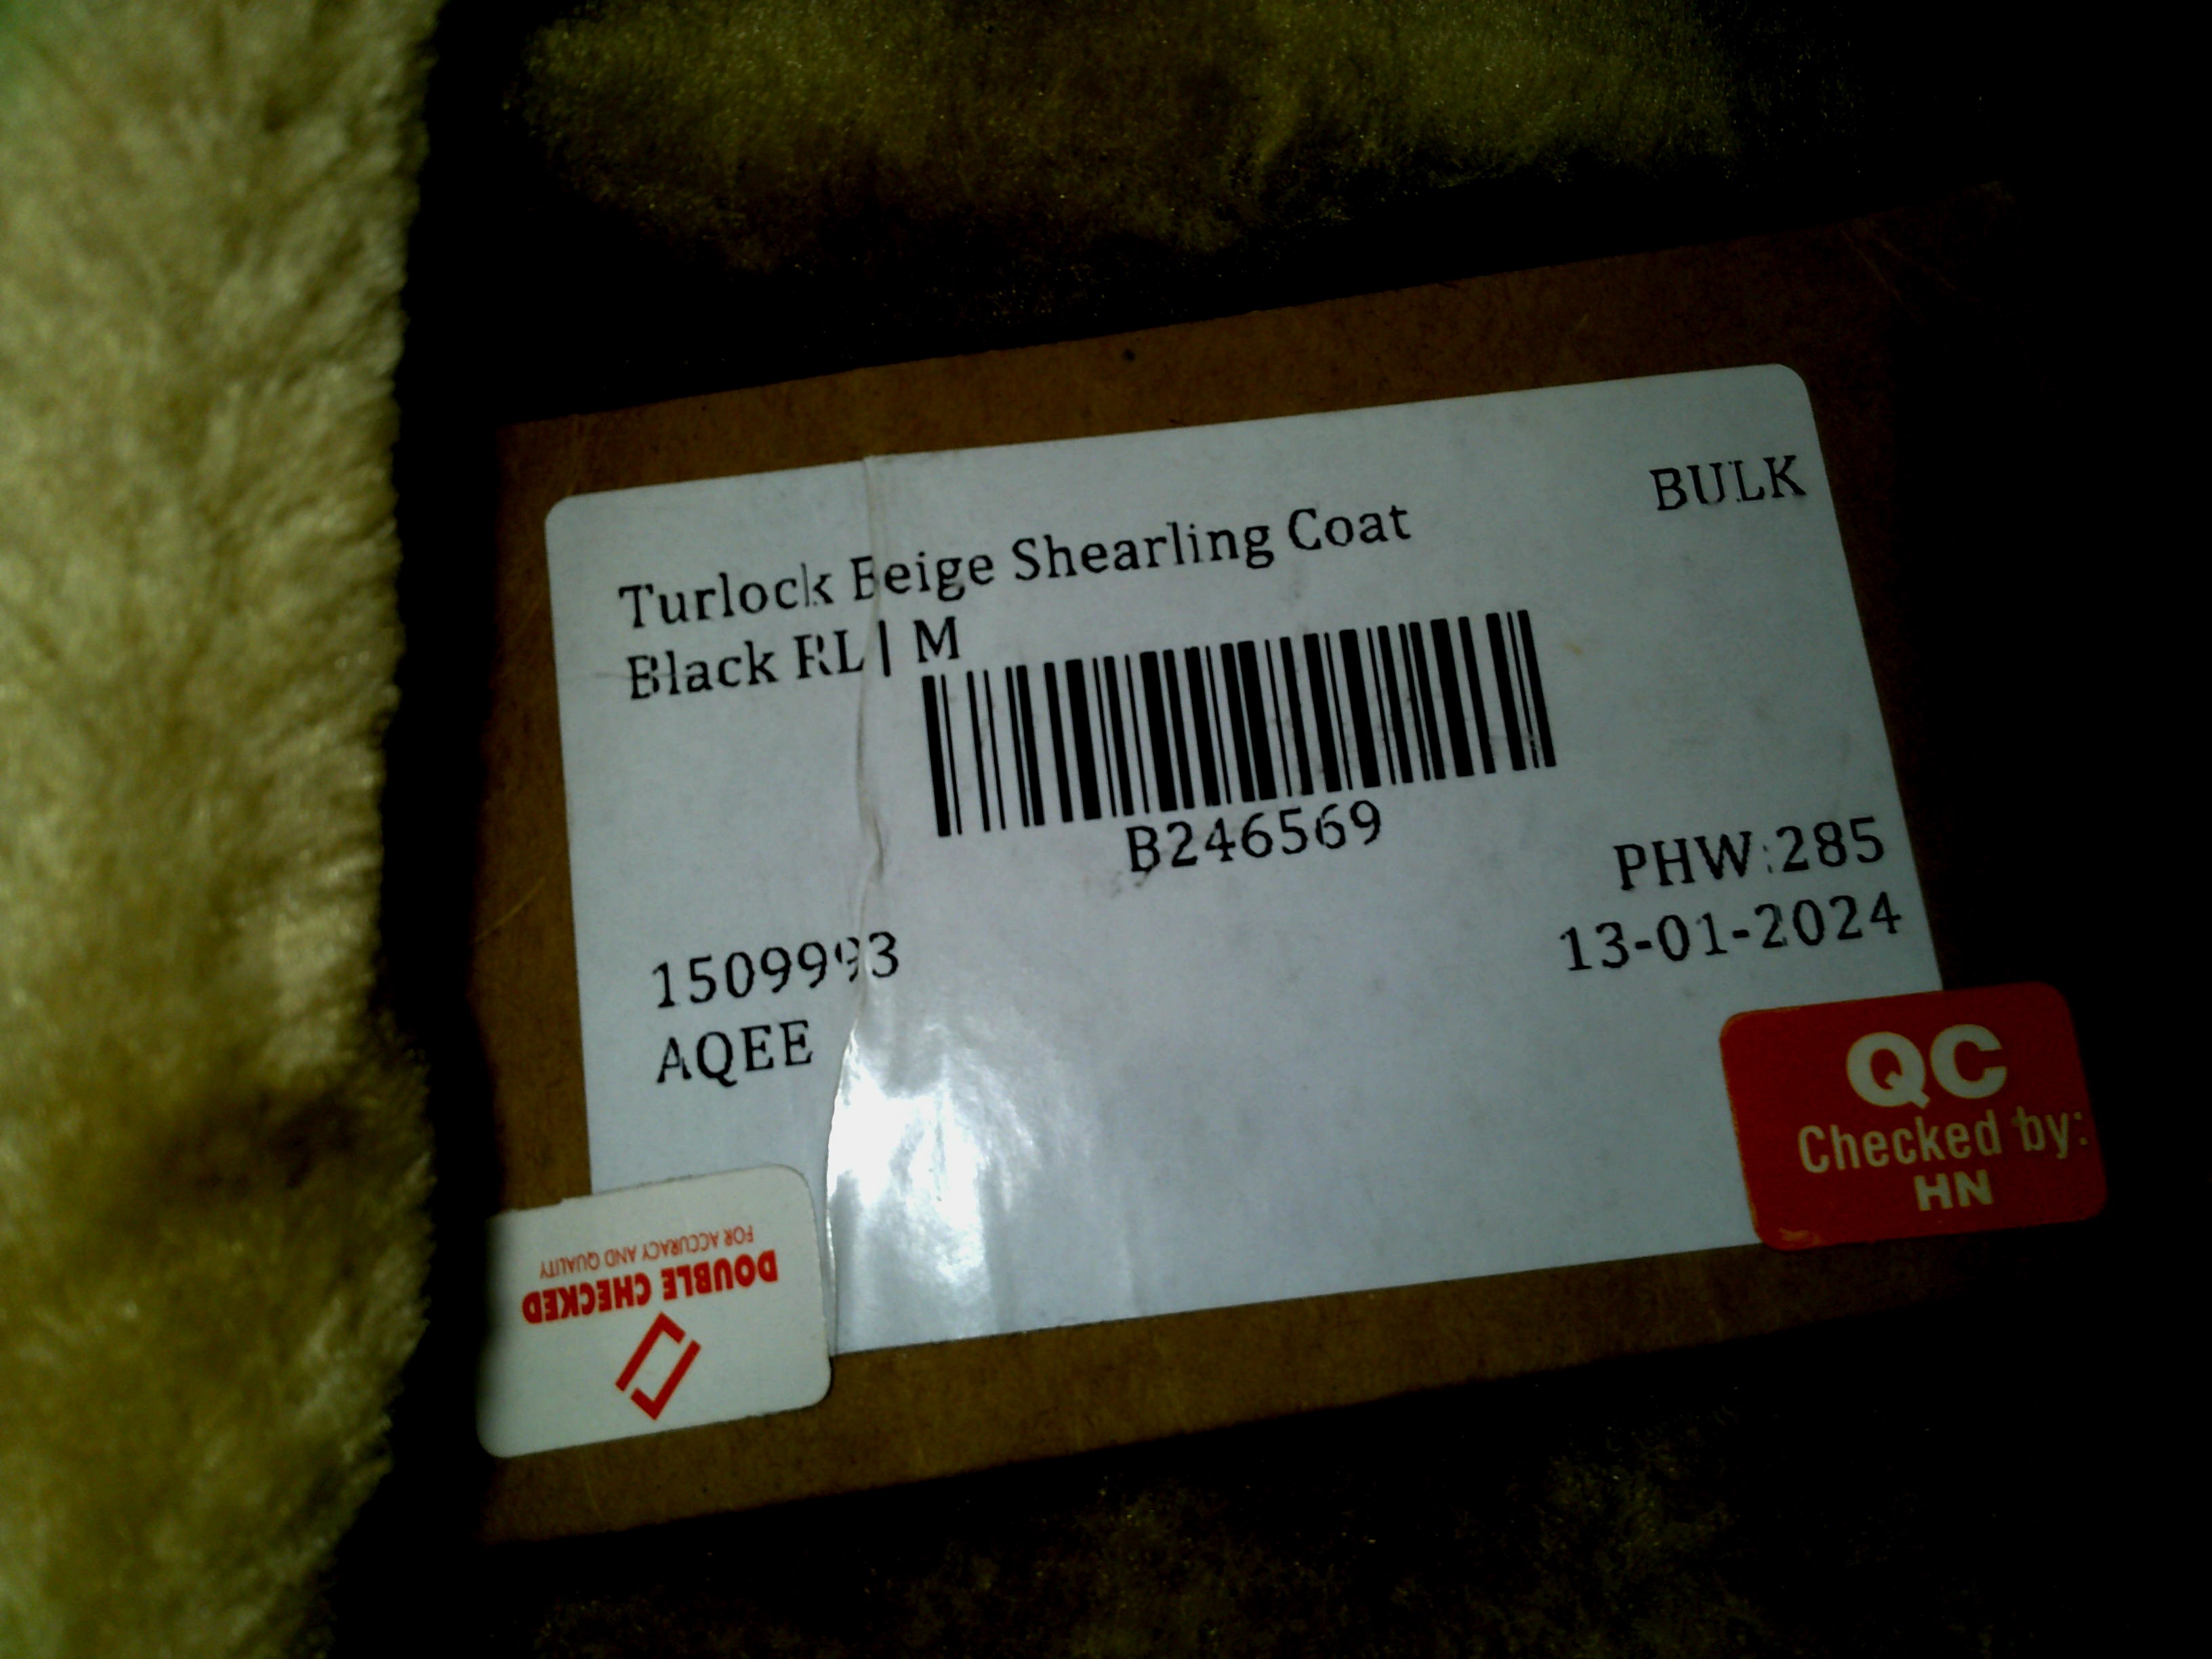 BULK
Turlock Beige Shearling Coat
Black RL | M
B246569
PHW:285
1509993
13-01-2024
AQEE
QC
Checked by:
HN
DOUBLE CHECKED
FOR ACCURACY AND QUALITY